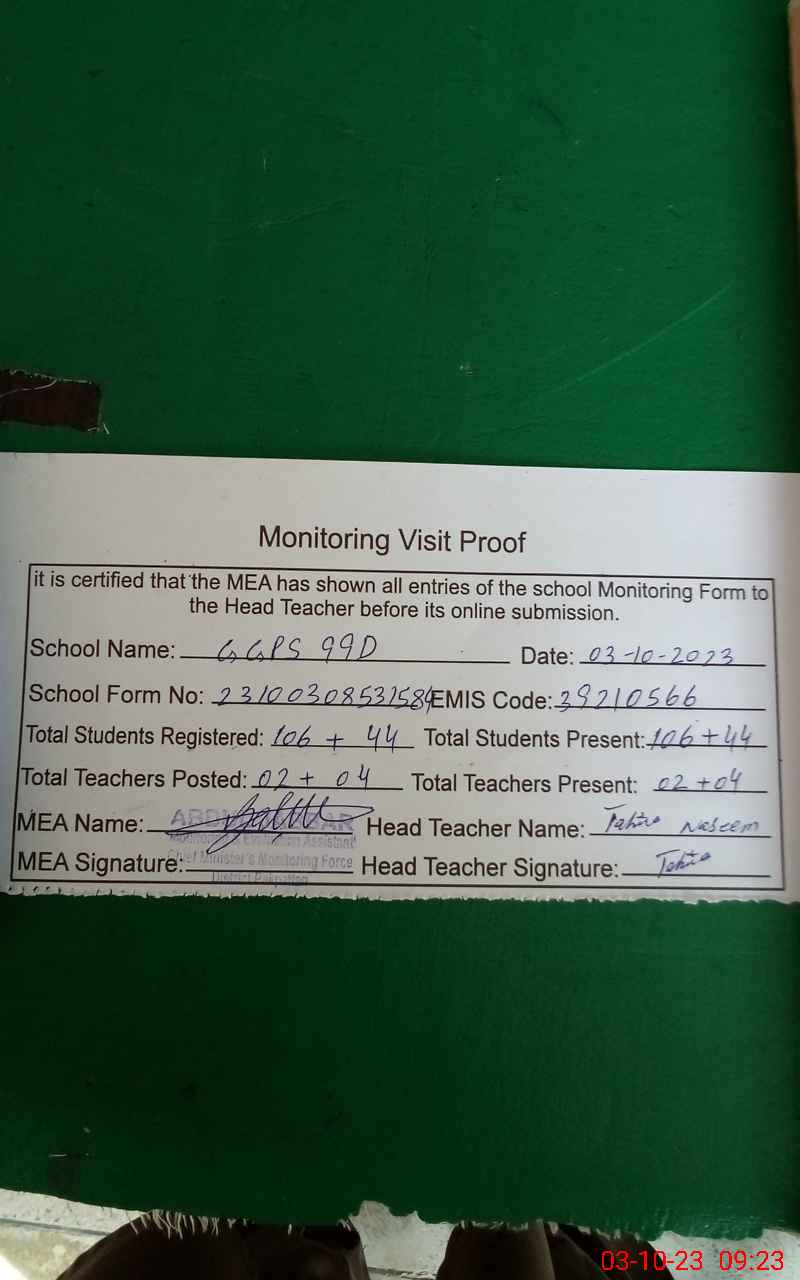 Monitoring Visit Proof
it is certified that the MEA has shown all entries of the school Monitoring Form to
the Head Teacher before its online submission.
School Name: GGPS 99D Date: 03-10-2023
School Form No: EMIS Code: 39210566
Total Students Registered: 106 + 44 Total Students Present: 106+44
Total Teachers Posted: 02 + 04 Total Teachers Present: 02 +04
MEA Name: Head Teacher Name: Tahira Naseem
Assistant
MEA Signature: Chief Minister's Monitoring Force Head Teacher Signature: Tahira
District Pakpattan
03-10-23 09:23